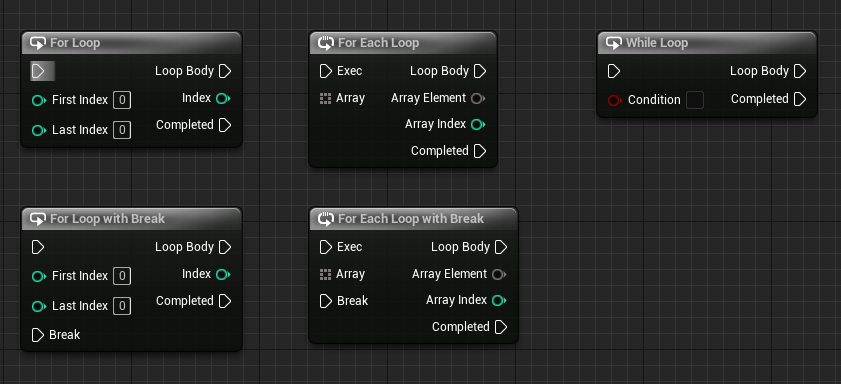 For Loop
Loop Body
First Index 0
Index
Last Index 0
Completed
For Each Loop
Exec
Loop Body
Array
Array Element
Array Index
Completed
While Loop
Loop Body
Condition
Completed
For Loop with Break
Loop Body
First Index 0
Index
Last Index 0
Completed
Break
For Each Loop with Break
Exec
Loop Body
Array
Array Element
Break
Array Index
Completed